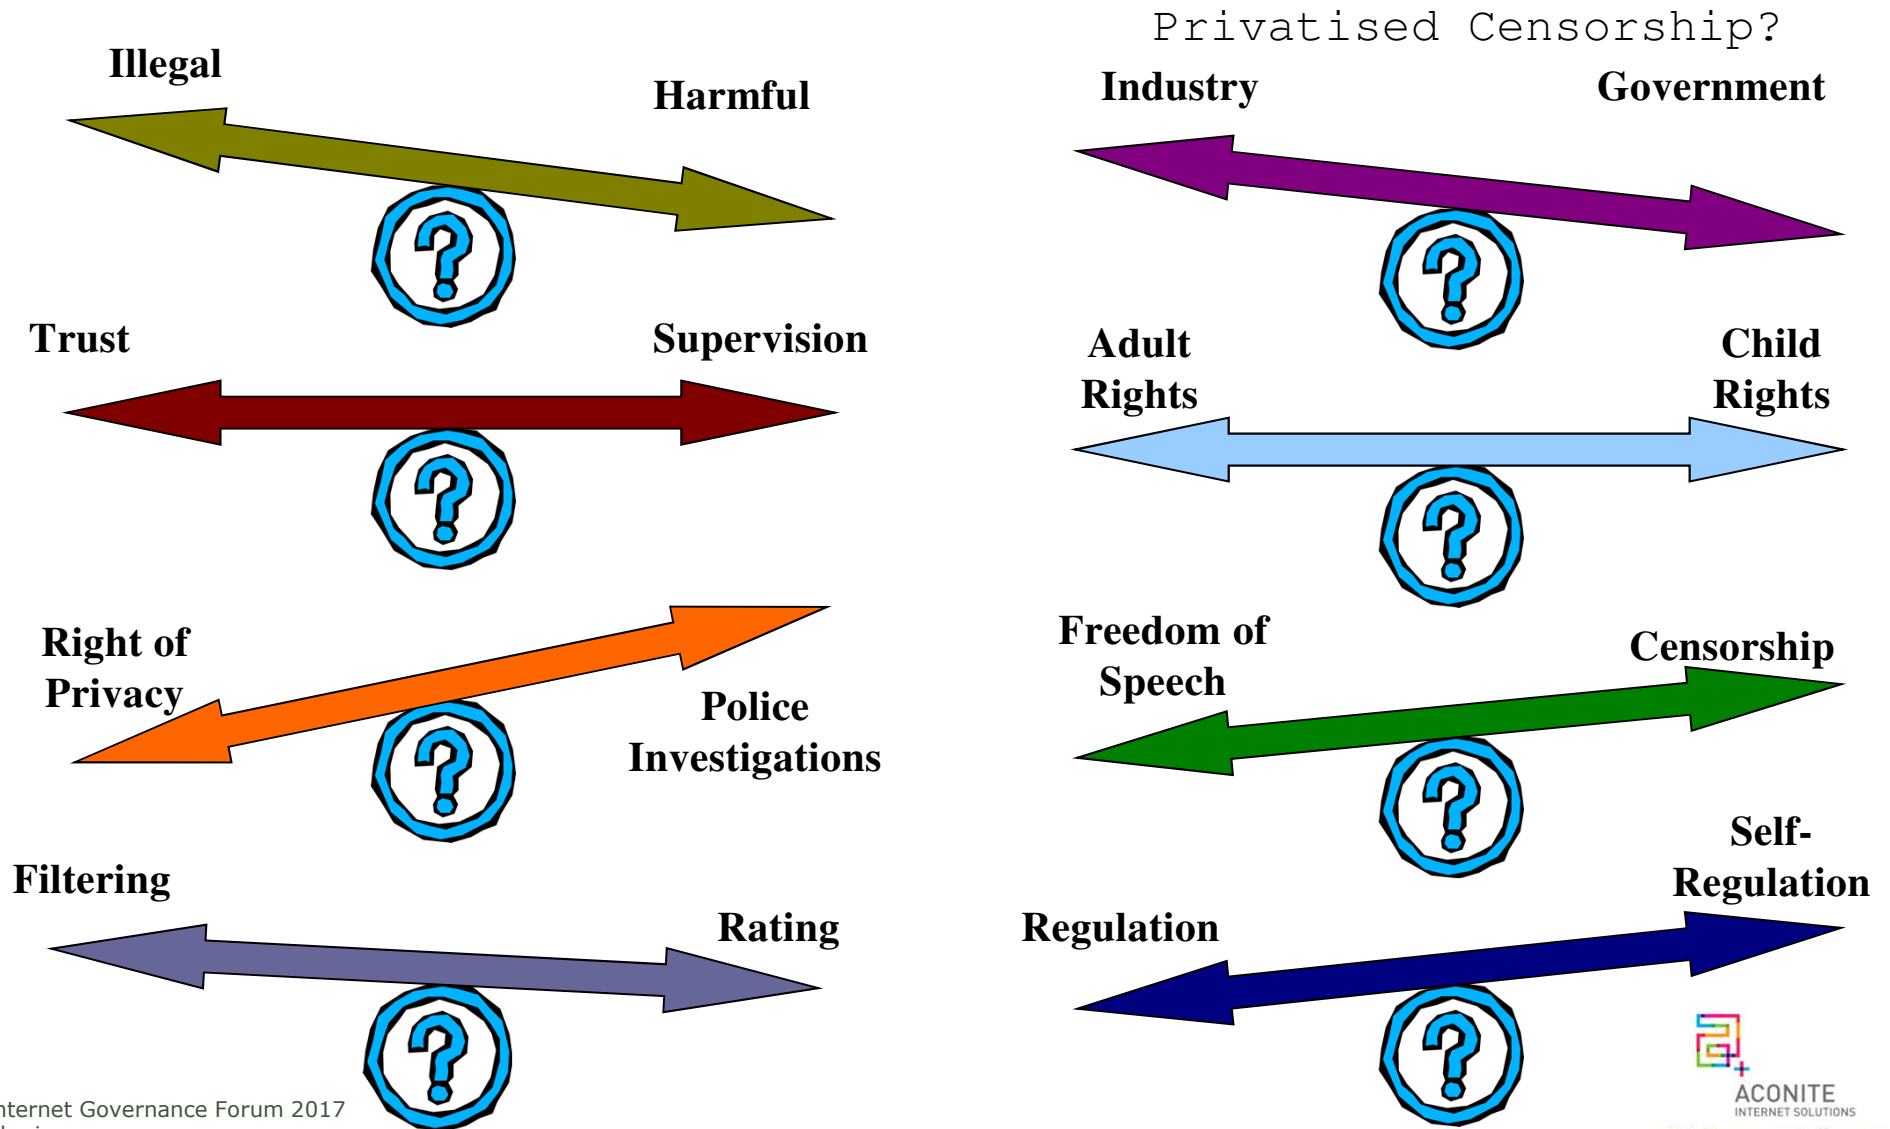 Privatised Censorship?
Illegal
Harmful
Industry
Government
Trust
Supervision
Adult
Rights
Child
Rights
Right of
Privacy
Police
Investigations
Freedom of
Speech
Censorship
Filtering
Rating
Regulation
Self-
Regulation
nternet Governance Forum 2017
ACONITE
INTERNET SOLUTIONS